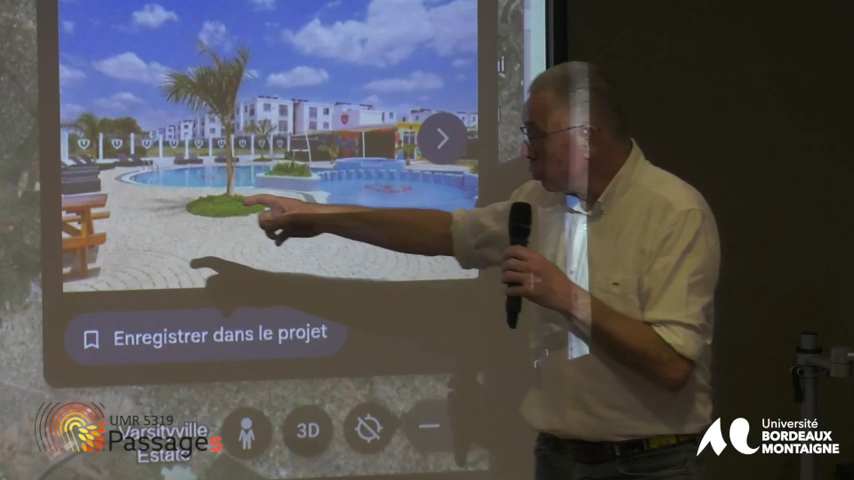 Enregistrer dans le projet
UMR 5319
Passages
Varsityville
Estate
3D
Université
BORDEAUX
MONTAIGNE